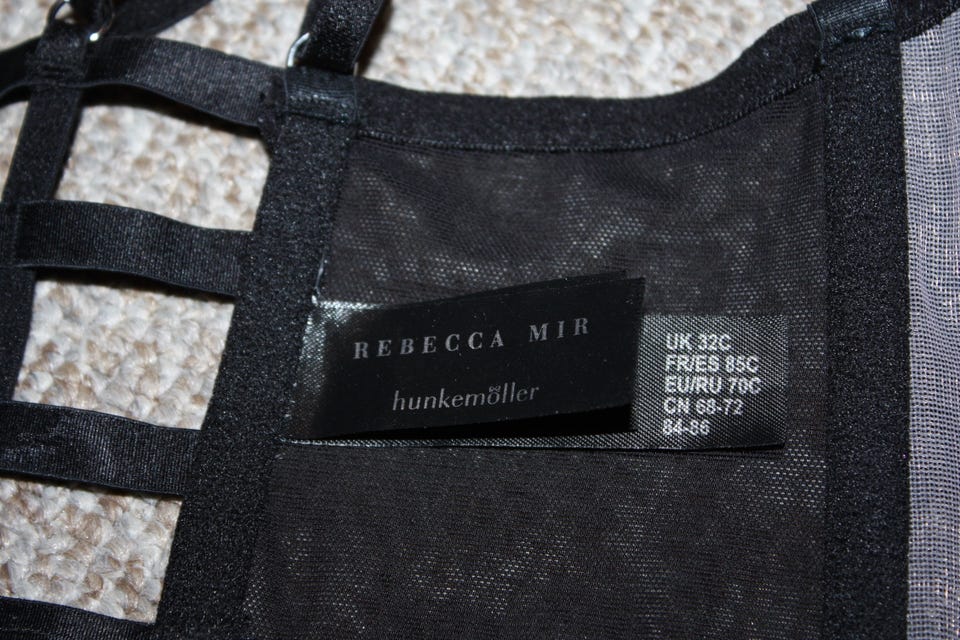 REBECCA MIR
hunkemöller
UK 32C
FR/ES 85C
EU/RU 70C
CN 68-72
84-86